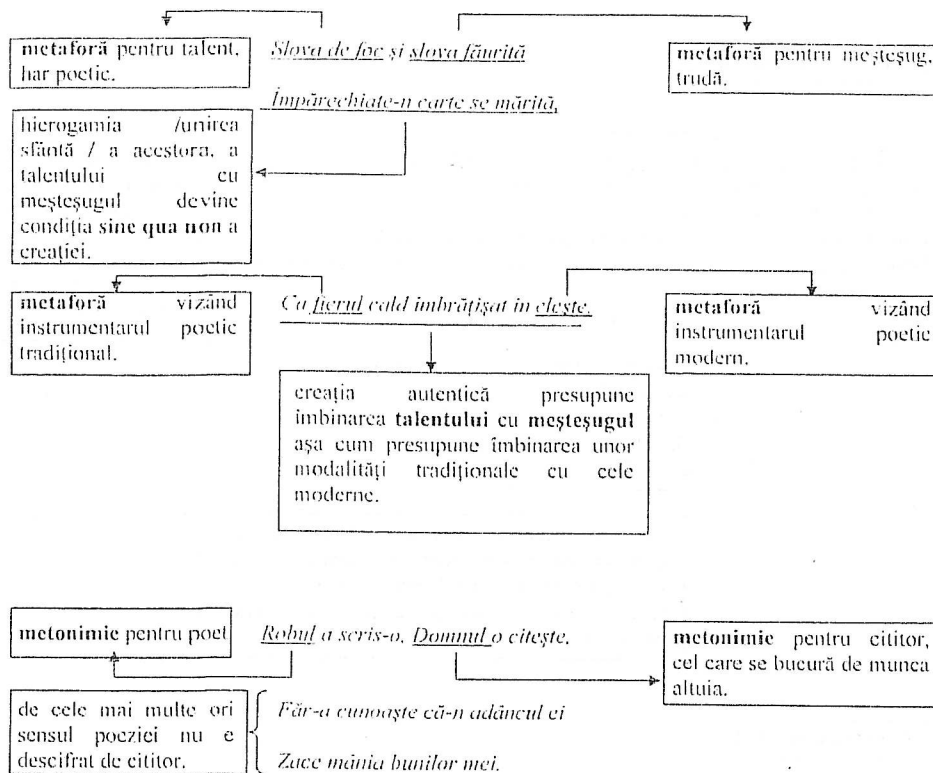 metaforă pentru talent,
har poetic.
Slova de foc și slova făurită
metaforă pentru meșteșug,
trudă.
Împărechiate-n carte se mărită,
hierogamia /unirea
sfântă / a acestora, a
talentului cu
meșteșugul devine
condiția sine qua non a
creației.
metaforă vizând
instrumentarul poetic
tradițional.
Ca fierul cald îmbrățișat în clește.
metaforă vizând
instrumentarul poetic
modern.
creația autentică presupune
îmbinarea talentului cu meșteșugul
așa cum presupune îmbinarea unor
modalități tradiționale cu cele
moderne.
metonimie pentru poet
Robul a scris-o, Domnul o citește,
metonimie pentru cititor,
cel care se bucură de munca
altuia.
de cele mai multe ori
sensul poeziei nu e
descifrat de cititor.
Făr-a cunoaște că-n adâncul ei
Zace mânia bunilor mei.